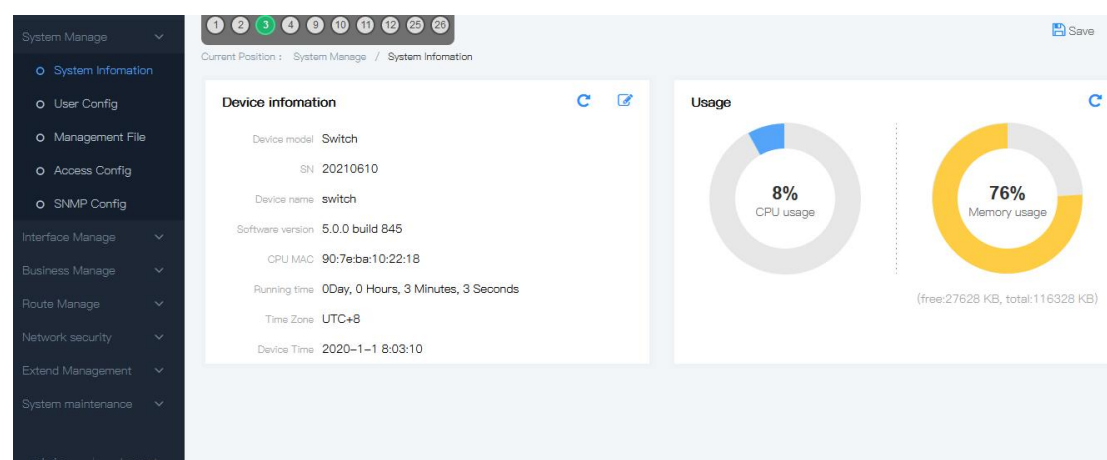 1 2 3 4 9 10 11 12 25 26
Save
Current Position : System Manage / System Infomation
System Manage
System Infomation
User Config
Management File
Access Config
SNMP Config
Interface Manage
Business Manage
Route Manage
Network security
Extend Management
System maintenance
Device infomation
Device model Switch
SN 20210610
Device name switch
Software version 5.0.0 build 845
CPU MAC 90:7e:ba:10:22:18
Running time 0Day, 0 Hours, 3 Minutes, 3 Seconds
Time Zone UTC+8
Device Time 2020-1-1 8:03:10
Usage
8%
CPU usage
76%
Memory usage
(free:27628 KB, total:116328 KB)